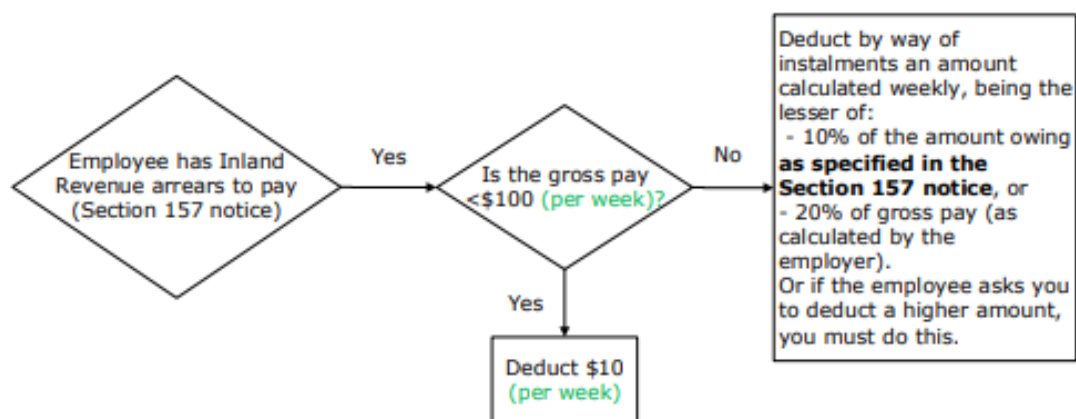 Employee has Inland
Revenue arrears to pay
(Section 157 notice)
Yes
Is the gross pay
<$100 (per week)?
No
Deduct by way of
instalments an amount
calculated weekly, being the
lesser of:
- 10% of the amount owing
as specified in the
Section 157 notice, or
- 20% of gross pay (as
calculated by the
employer).
Or if the employee asks you
to deduct a higher amount,
you must do this.
Yes
Deduct $10
(per week)